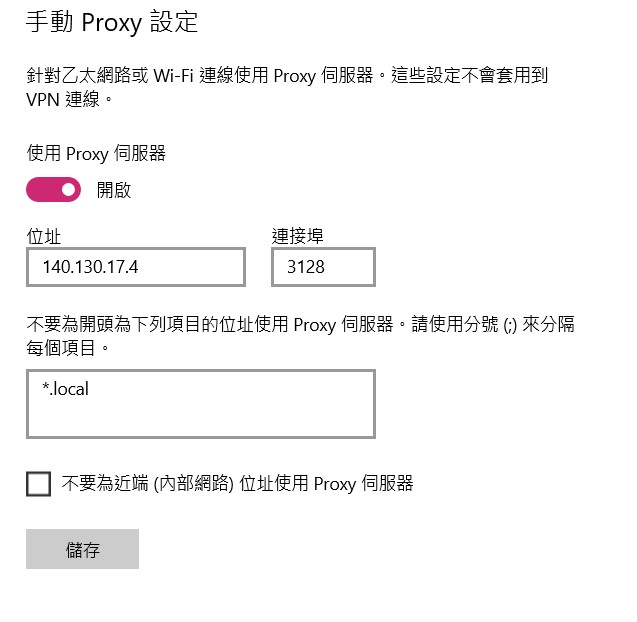 手動 Proxy 設定
針對乙太網路或 Wi-Fi 連線使用 Proxy 伺服器。這些設定不會套用到
VPN 連線。
使用 Proxy 伺服器
開啟
位址
連接埠
140.130.17.4
3128
不要為開頭為下列項目的位址使用 Proxy 伺服器。請使用分號 (;) 來分隔
每個項目。
*.local
不要為近端 (內部網路) 位址使用 Proxy 伺服器
儲存